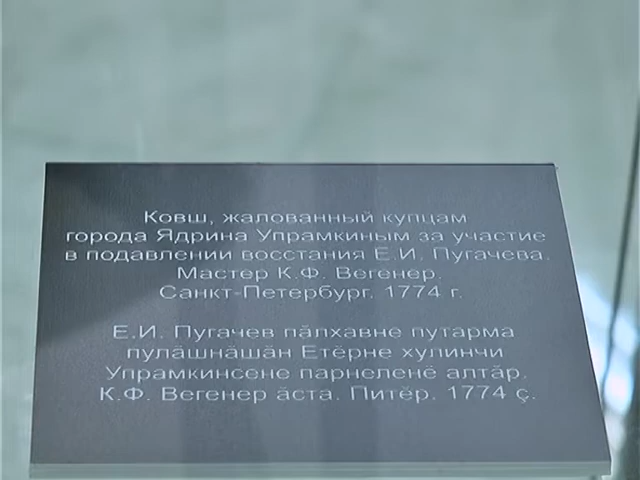 Ковш, жалованный купцам
города Ядрина Упрамкиным за участие
в подавлении восстания Е.И. Пугачева.
Мастер К.Ф. Вегенер.
Санкт-Петербург. 1774 г.
Е.И. Пугачев пӑлхавне путарма
пулӑшнӑшӑн Етӗрне хулинчи
Упрамкинсене парнеленӗ алтӑр.
К.Ф. Вегенер ӑста. Питӗр. 1774 ҫ.